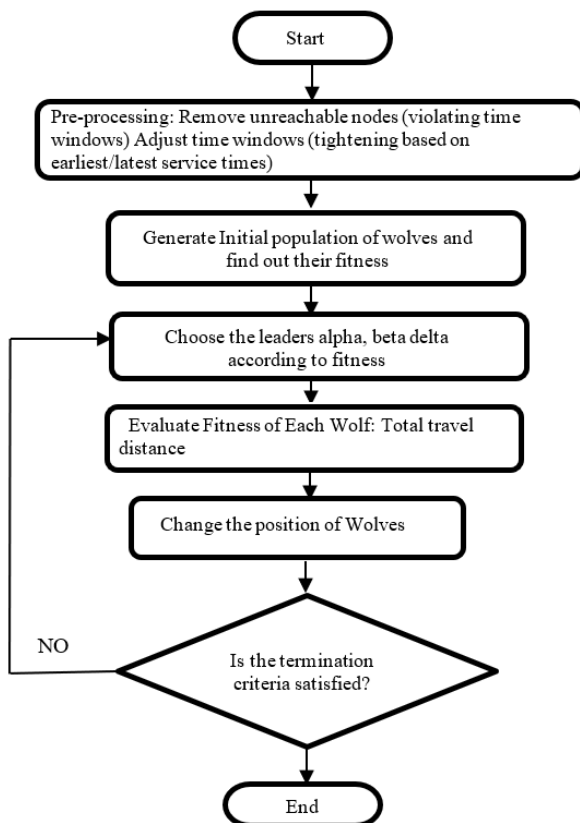 Start
Pre-processing: Remove unreachable nodes (violating time
windows) Adjust time windows (tightening based on
earliest/latest service times)
Generate Initial population of wolves and
find out their fitness
Choose the leaders alpha, beta delta
according to fitness
Evaluate Fitness of Each Wolf: Total travel
distance
Change the position of Wolves
NO
Is the termination
criteria satisfied?
End